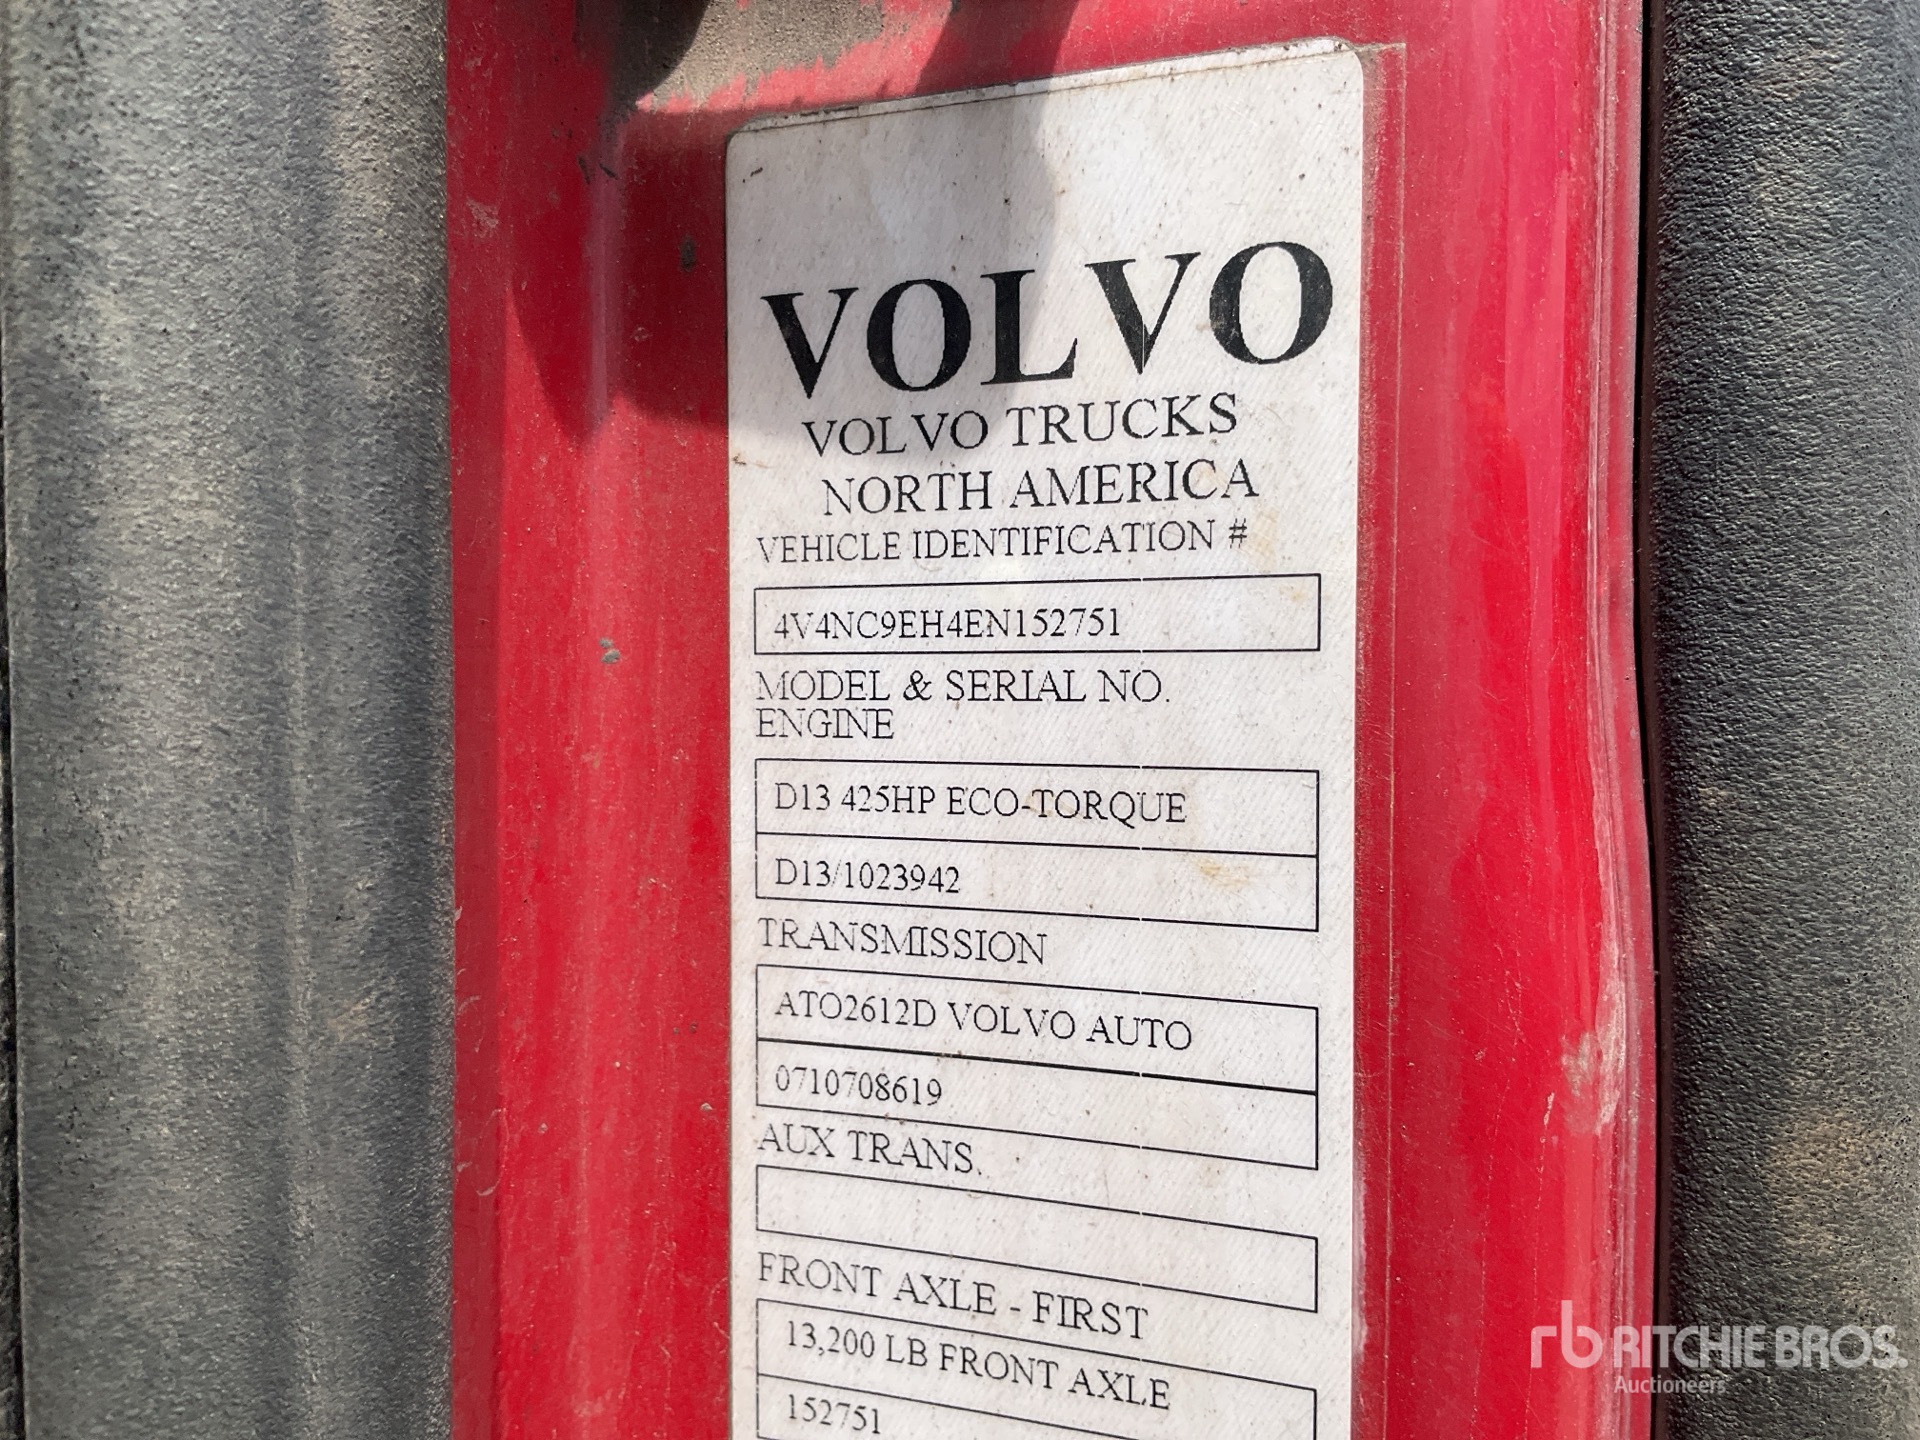 VOLVO
VOLVO TRUCKS
NORTH AMERICA
VEHICLE IDENTIFICATION #
4V4NC9EH4EN152751
MODEL & SERIAL NO.
ENGINE
D13 425HP ECO-TORQUE
D13/1023942
TRANSMISSION
ATO2612D VOLVO AUTO
0710708619
AUX TRANS.
FRONT AXLE - FIRST
13,200 LB FRONT AXLE
152751
rb RITCHIE BROS.
Auctioneers